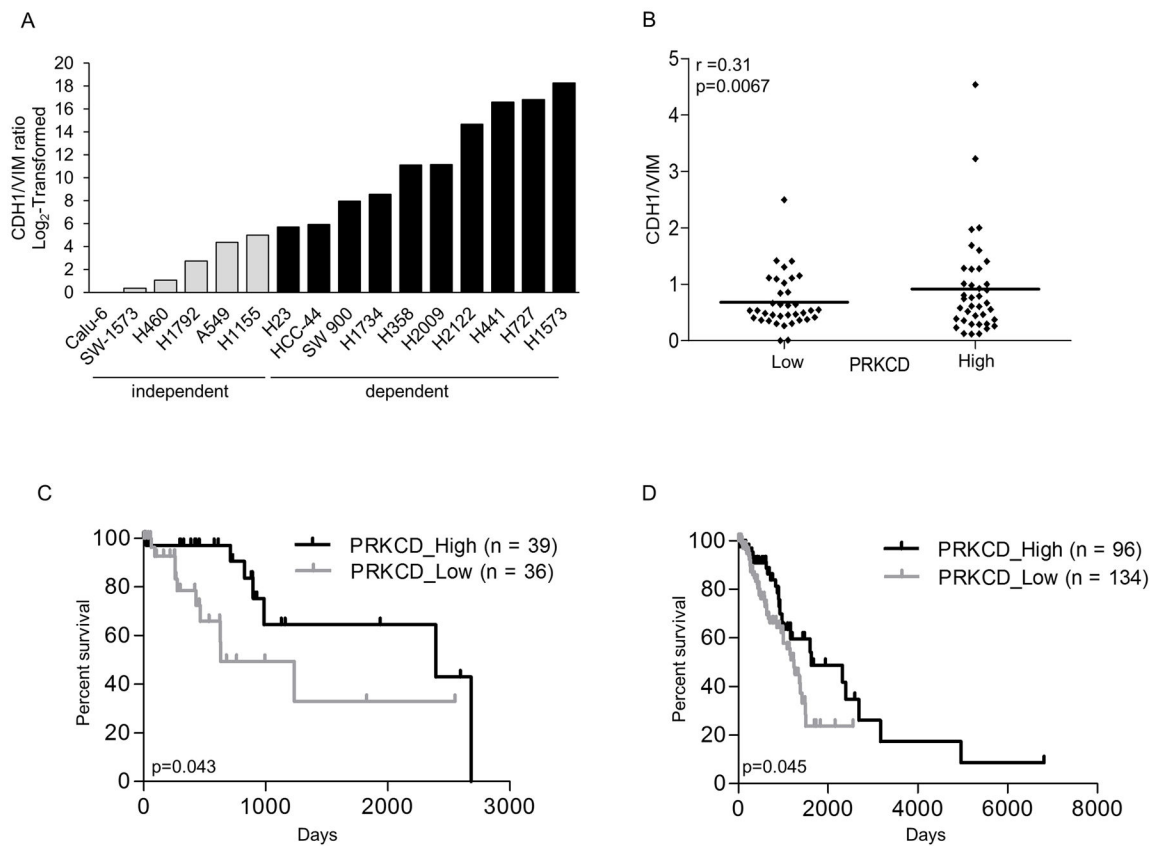 A
CDH1/VIM ratio
Log2-Transformed
20
18
16
14
12
10
8
6
4
2
0
Calu-6
SW-1573
H460
H1792
A549
H1155
H23
HCC-44
SW 900
H1734
H358
H2009
H2122
H441
H727
H1573
independent
dependent
B
r =0.31
p=0.0067
CDH1/VIM
5
4
3
2
1
0
Low
PRKCD
High
C
Percent survival
100
80
60
40
20
0
PRKCD_High (n = 39)
PRKCD_Low (n = 36)
p=0.043
0
1000
2000
3000
Days
D
Percent survival
100
80
60
40
20
0
PRKCD_High (n = 96)
PRKCD_Low (n = 134)
p=0.045
0
2000
4000
6000
8000
Days